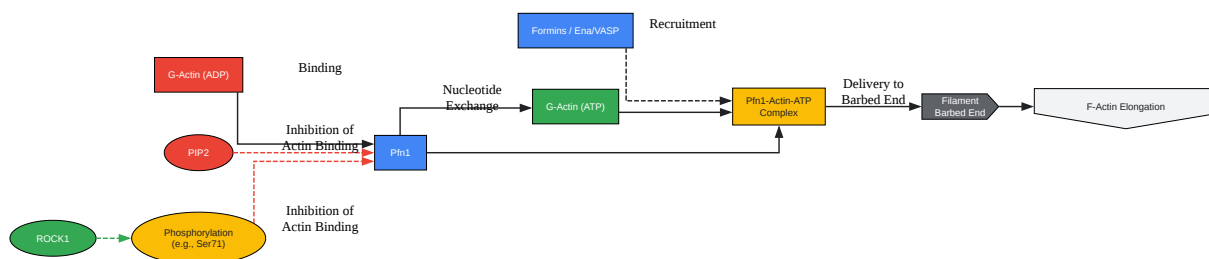 Formins / Ena/VASP
Recruitment
G-Actin (ADP)
Binding
Nucleotide
Exchange
G-Actin (ATP)
Pfn1-Actin-ATP
Complex
Delivery to
Barbed End
Filament
Barbed End
F-Actin Elongation
Inhibition of
Actin Binding
PIP2
Pfn1
Inhibition of
Actin Binding
ROCK1
Phosphorylation
(e.g., Ser71)